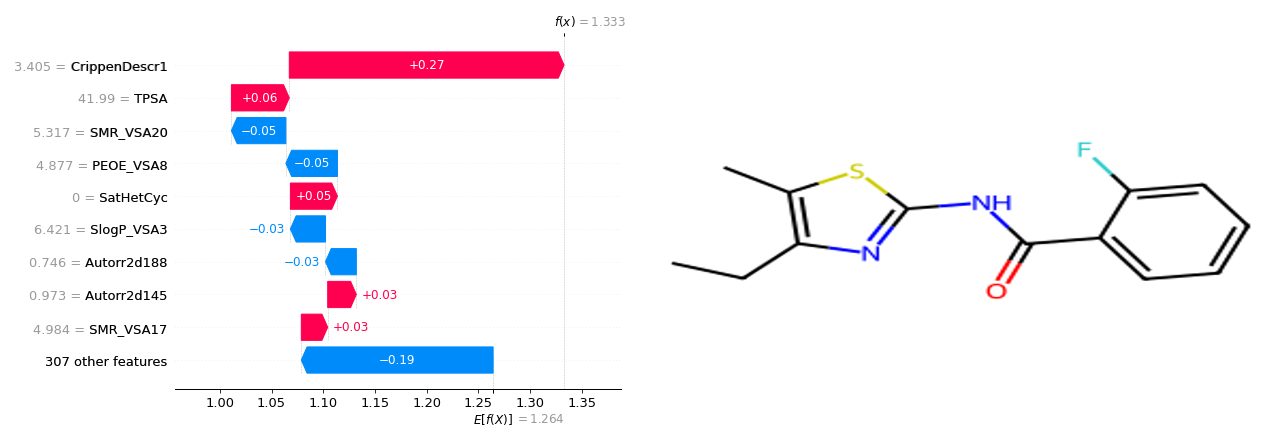 f(x) = 1.333
3.405 = CrippenDescr1
+0.27
41.99 = TPSA
+0.06
5.317 = SMR_VSA20
−0.05
4.877 = PEOE_VSA8
−0.05
0 = SatHetCyc
+0.05
6.421 = SlogP_VSA3
−0.03
0.746 = Autorr2d188
−0.03
0.973 = Autorr2d145
+0.03
4.984 = SMR_VSA17
+0.03
307 other features
−0.19
1.00 1.05 1.10 1.15 1.20 1.25 1.30 1.35
E[f(X)] = 1.264
F
S
NH
N
O